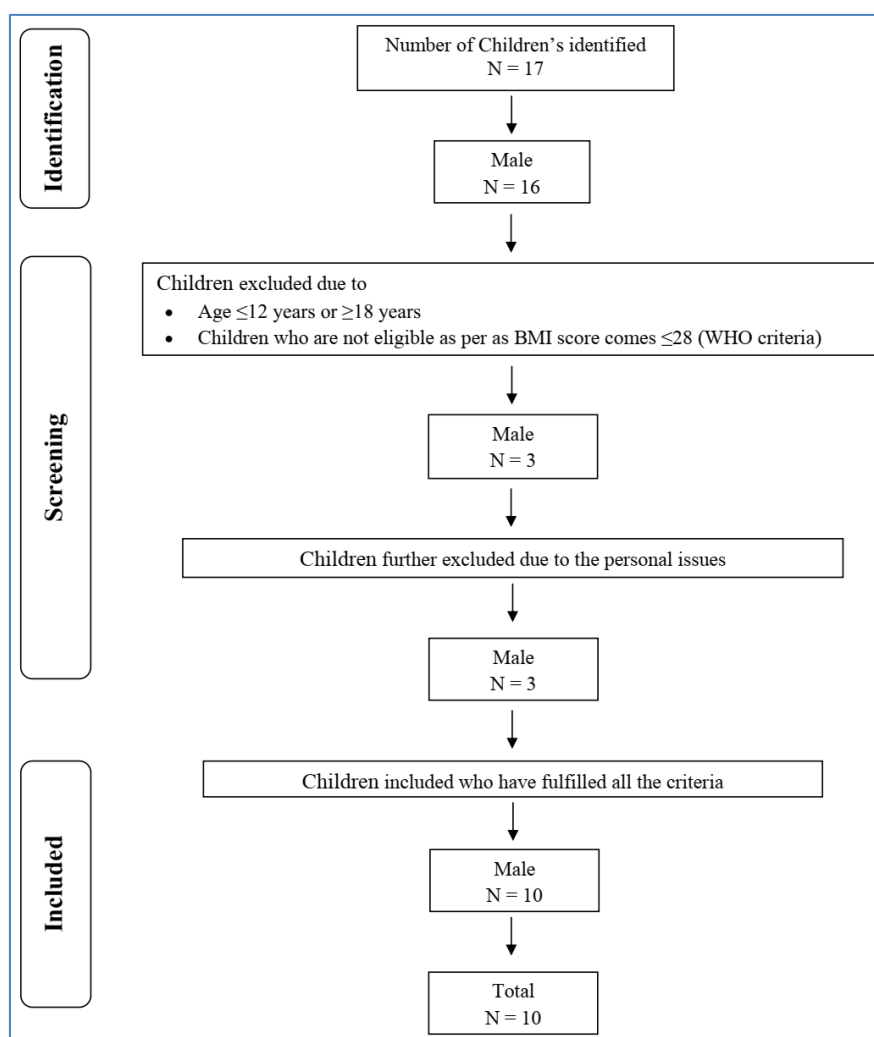 Identification
Number of Children's identified
N = 17
Male
N = 16
Screening
Children excluded due to
• Age ≤12 years or ≥18 years
• Children who are not eligible as per as BMI score comes ≤28 (WHO criteria)
Male
N = 3
Children further excluded due to the personal issues
Male
N = 3
Included
Children included who have fulfilled all the criteria
Male
N = 10
Total
N = 10